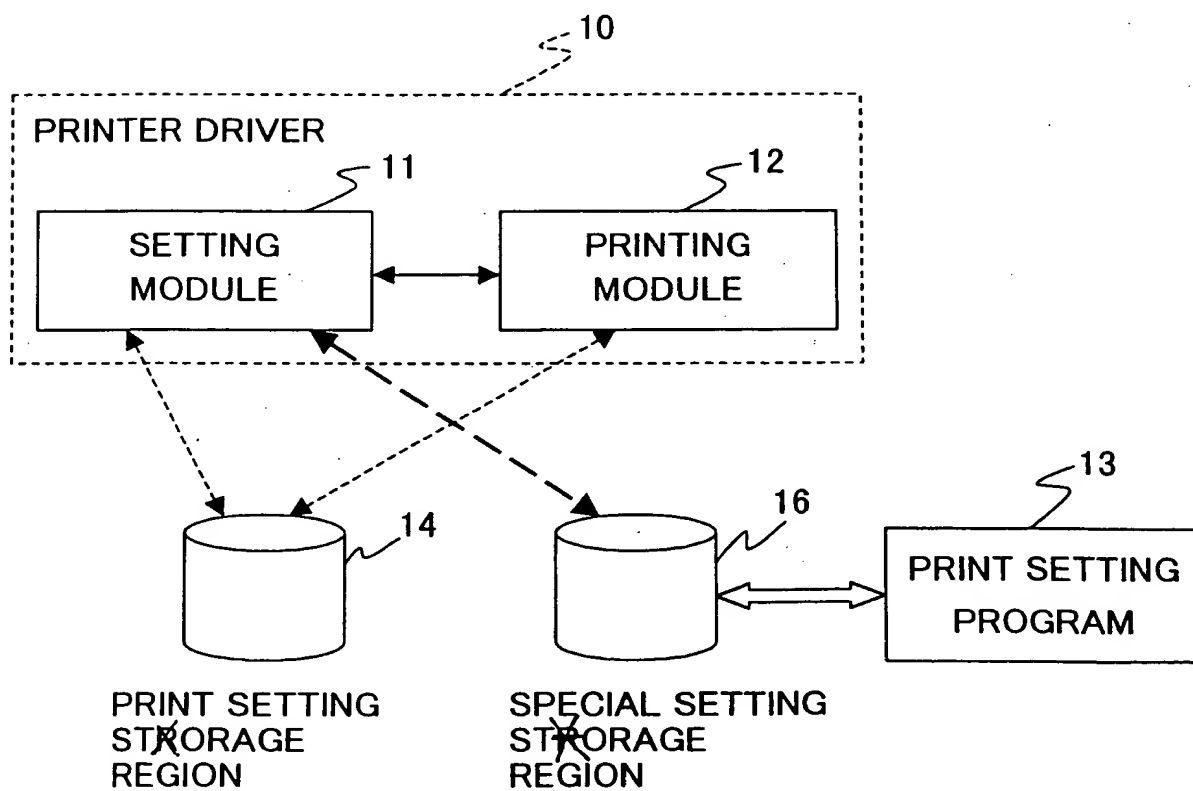 10
PRINTER DRIVER
11
12
SETTING
MODULE
PRINTING
MODULE
14
16
13
PRINT SETTING
PROGRAM
PRINT SETTING
STRORAGE
REGION
SPECIAL SETTING
STRORAGE
REGION